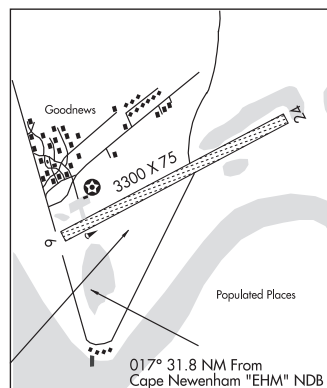 Goodnews
3300 X 75
24
6
Populated Places
017° 31.8 NM From
Cape Newenham "EHM" NDB